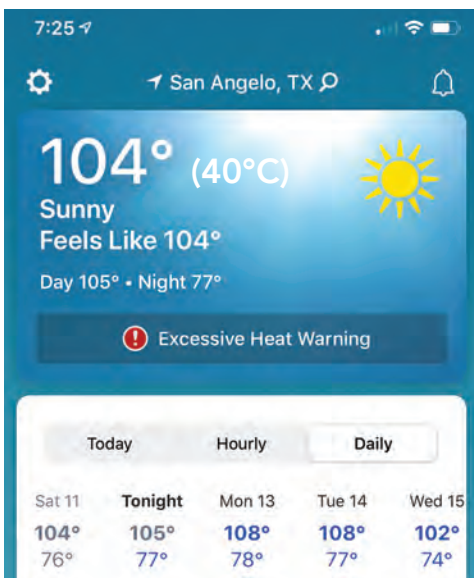 7:25
San Angelo, TX
104° (40°C)
Sunny
Feels Like 104°
Day 105° • Night 77°
Excessive Heat Warning
Today Hourly Daily
Sat 11 Tonight Mon 13 Tue 14 Wed 15
104° 105° 108° 108° 102°
76° 77° 78° 77° 74°